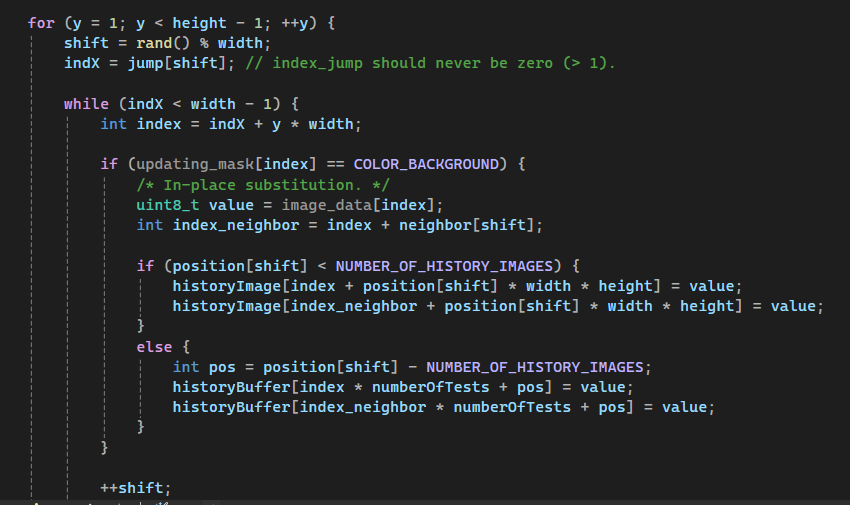 for (y = 1; y < height - 1; ++y) {
    shift = rand() % width;
    indX = jump[shift]; // index_jump should never be zero (> 1).
    while (indX < width - 1) {
        int index = indX + y * width;
        if (updating_mask[index] == COLOR_BACKGROUND) {
            /* In-place substitution. */
            uint8_t value = image_data[index];
            int index_neighbor = index + neighbor[shift];
            if (position[shift] < NUMBER_OF_HISTORY_IMAGES) {
                historyImage[index + position[shift] * width * height] = value;
                historyImage[index_neighbor + position[shift] * width * height] = value;
            }
            else {
                int pos = position[shift] - NUMBER_OF_HISTORY_IMAGES;
                historyBuffer[index * numberOfTests + pos] = value;
                historyBuffer[index_neighbor * numberOfTests + pos] = value;
            }
        }
        ++shift;